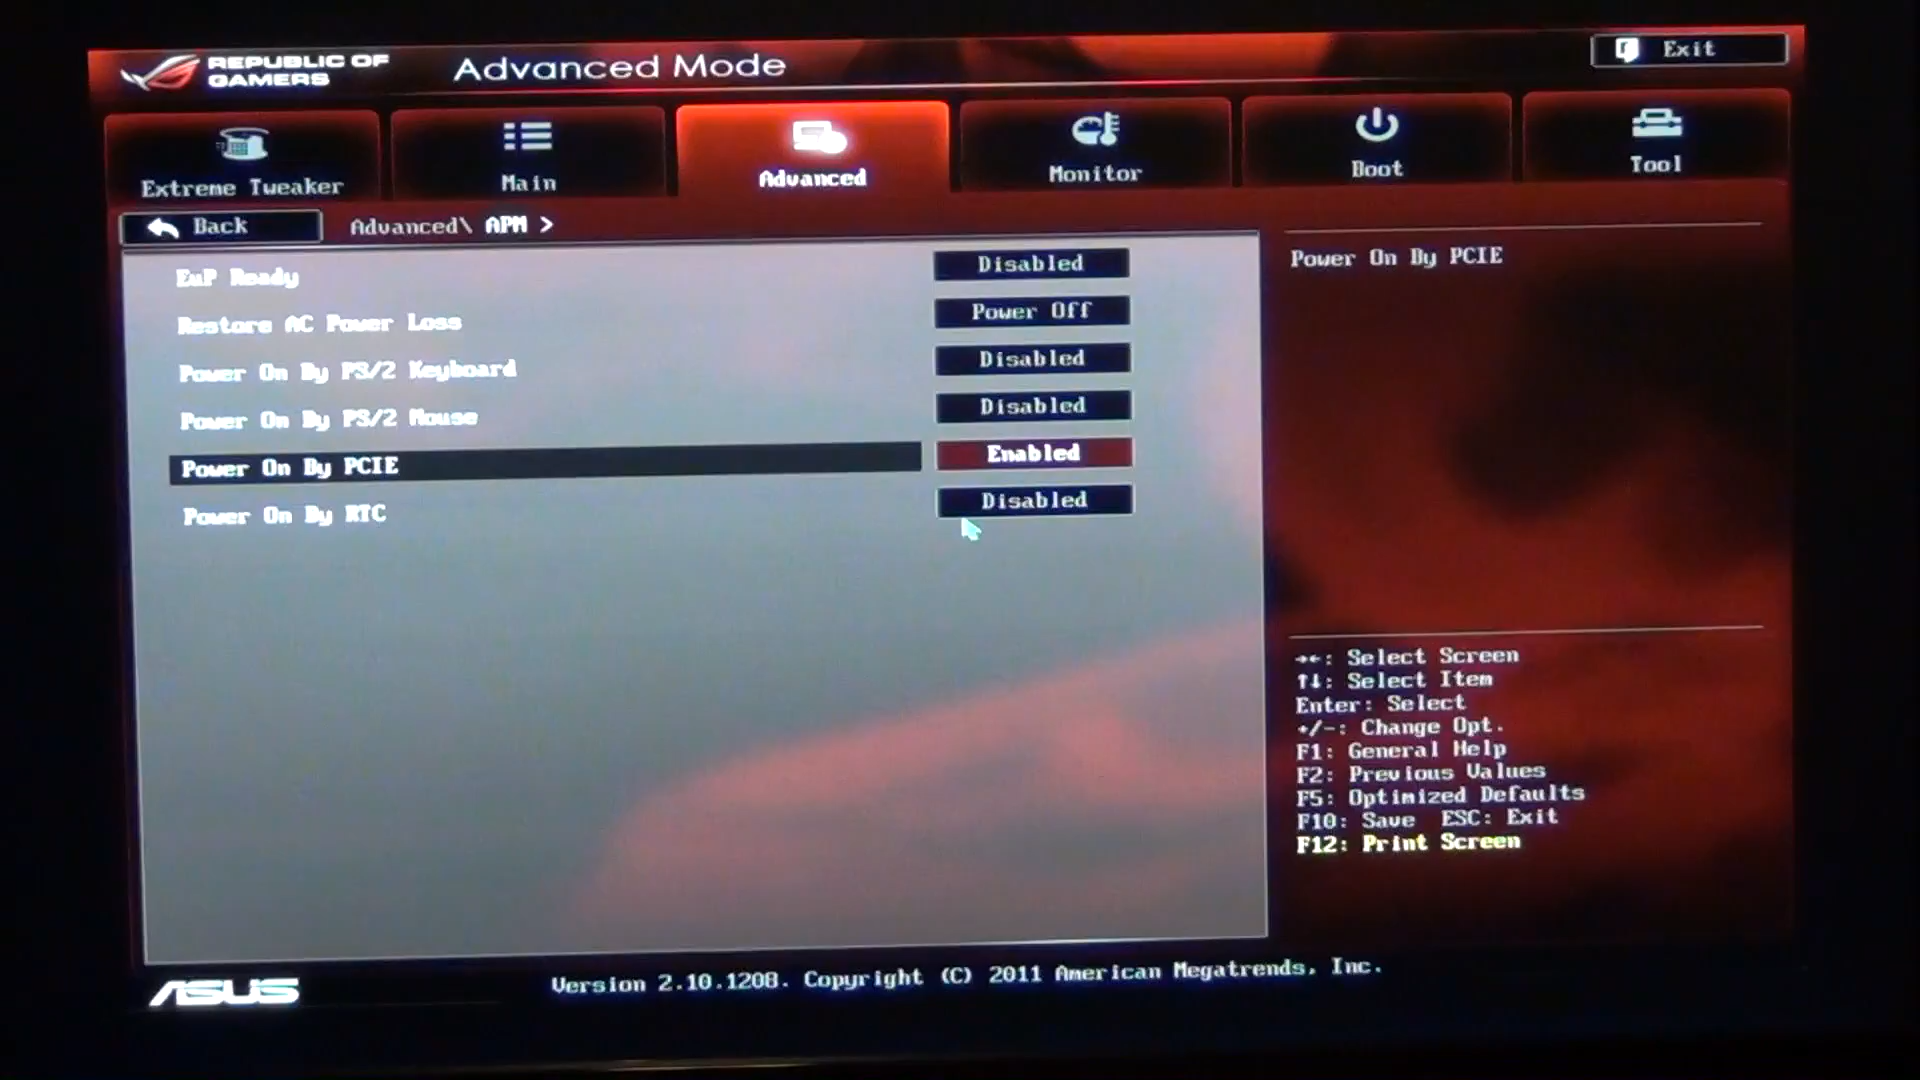 REPUBLIC OF
GAMERS
Advanced Mode
Exit
Extreme Tweaker
Main
Advanced
Monitor
Boot
Tool
Back
Advanced\ APM >
EuP Ready Disabled
Restore AC Power Loss Power Off
Power On By PS/2 Keyboard Disabled
Power On By PS/2 Mouse Disabled
Power On By PCIE Enabled
Power On By RTC Disabled
Power On By PCIE
→←: Select Screen
↑↓: Select Item
Enter: Select
+/-: Change Opt.
F1: General Help
F2: Previous Values
F5: Optimized Defaults
F10: Save ESC: Exit
F12: Print Screen
ASUS
Version 2.10.1208. Copyright (C) 2011 American Megatrends, Inc.